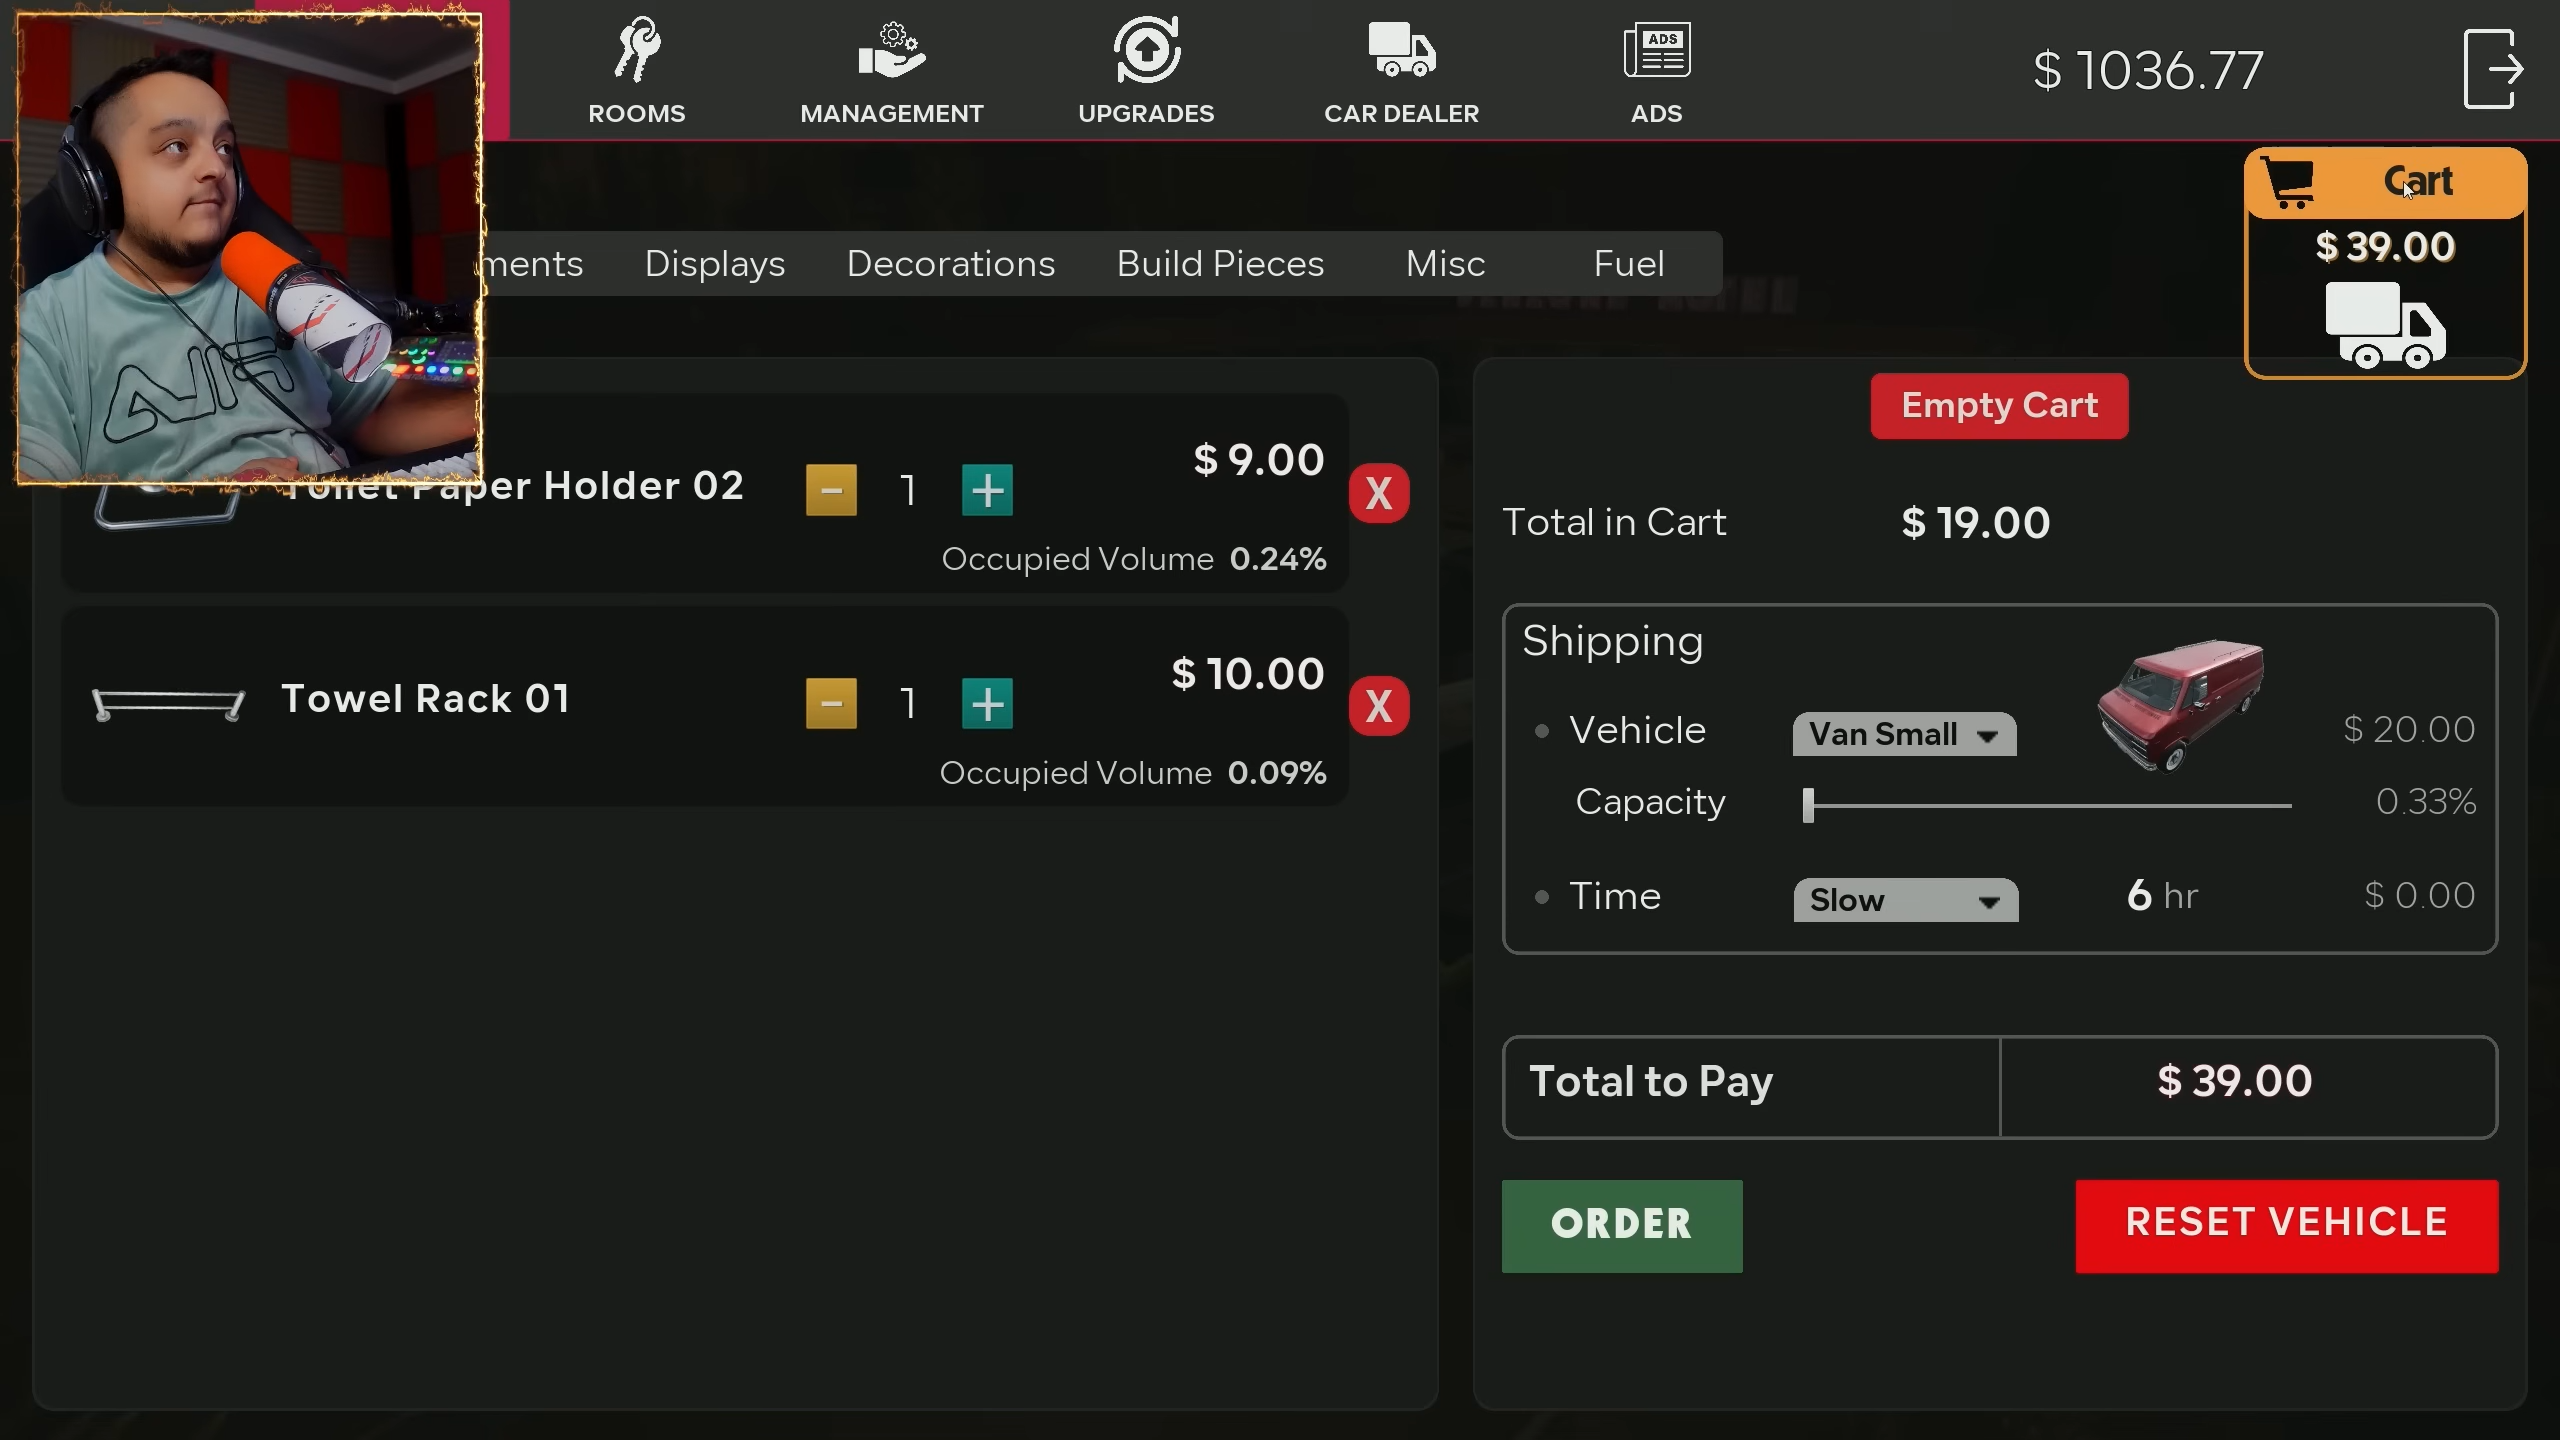 ROOMS
MANAGEMENT
UPGRADES
CAR DEALER
ADS
ADS
$ 1036.77
Cart
$ 39.00
ments
Displays
Decorations
Build Pieces
Misc
Fuel
Toilet Paper Holder 02
- 1 +
$ 9.00
X
Occupied Volume 0.24%
Towel Rack 01
- 1 +
$ 10.00
X
Occupied Volume 0.09%
Empty Cart
Total in Cart $ 19.00
Shipping
Vehicle Van Small $ 20.00
Capacity 0.33%
Time Slow 6 hr $ 0.00
Total to Pay $ 39.00
ORDER
RESET VEHICLE